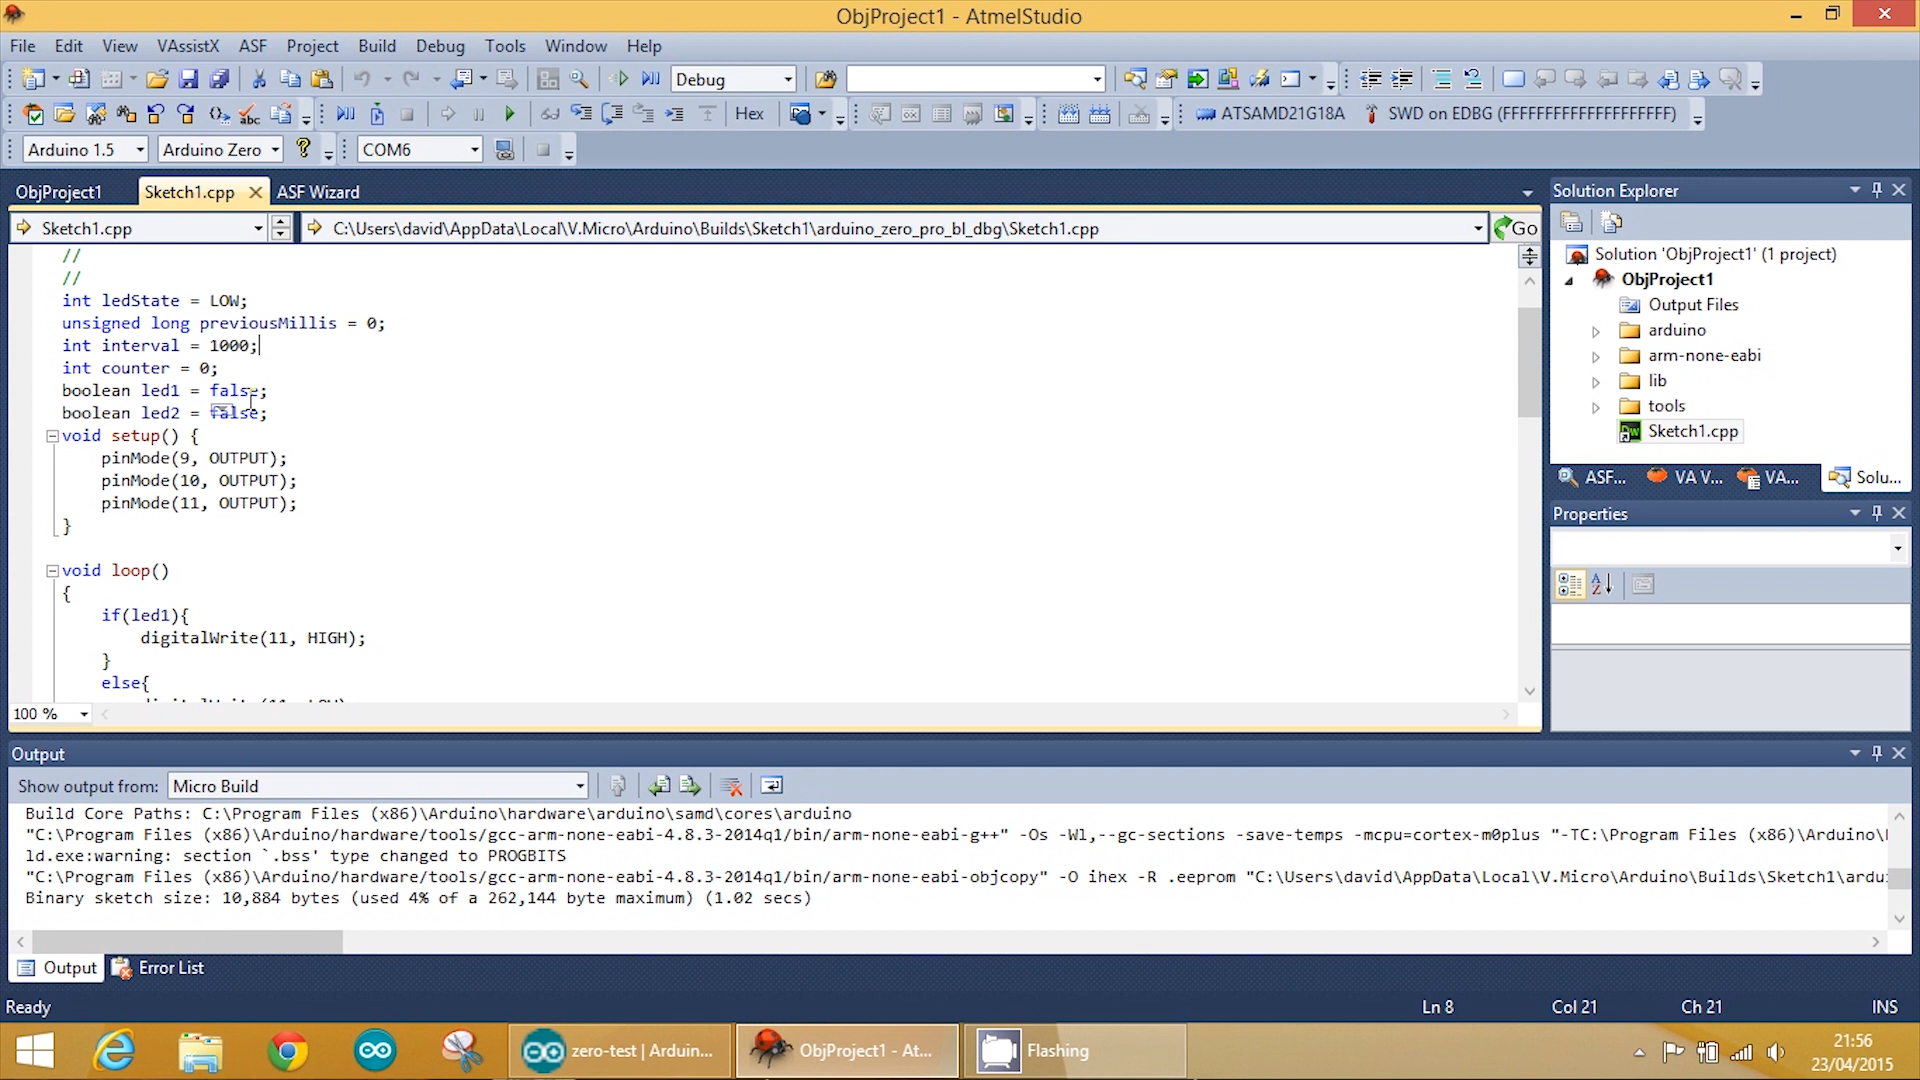 ObjProject1 - AtmelStudio
File Edit View VAssistX ASF Project Build Debug Tools Window Help
Debug
Hex ATSAMD21G18A SWD on EDBG (FFFFFFFFFFFFFFFFFFF)
Arduino 1.5 Arduino Zero COM6
ObjProject1 Sketch1.cpp ASF Wizard
Sketch1.cpp C:\Users\david\AppData\Local\V.Micro\Arduino\Builds\Sketch1\arduino_zero_pro_bl_dbg\Sketch1.cpp Go
//
//
int ledState = LOW;
unsigned long previousMillis = 0;
int interval = 1000;
int counter = 0;
boolean led1 = false;
boolean led2 = false;
void setup() {
pinMode(9, OUTPUT);
pinMode(10, OUTPUT);
pinMode(11, OUTPUT);
}
void loop()
{
if(led1){
digitalWrite(11, HIGH);
}
else{
100 %
Solution Explorer
Solution 'ObjProject1' (1 project)
ObjProject1
Output Files
arduino
arm-none-eabi
lib
tools
Sketch1.cpp
ASF... VA V... VA... Solu...
Properties
Output
Show output from: Micro Build
Build Core Paths: C:\Program Files (x86)\Arduino\hardware\arduino\samd\cores\arduino
"C:\Program Files (x86)\Arduino/hardware/tools/gcc-arm-none-eabi-4.8.3-2014q1/bin/arm-none-eabi-g++" -Os -Wl,--gc-sections -save-temps -mcpu=cortex-m0plus "-TC:\Program Files (x86)\Arduino\
ld.exe:warning: section `.bss' type changed to PROGBITS
"C:\Program Files (x86)\Arduino/hardware/tools/gcc-arm-none-eabi-4.8.3-2014q1/bin/arm-none-eabi-objcopy" -O ihex -R .eeprom "C:\Users\david\AppData\Local\V.Micro\Arduino\Builds\Sketch1\ardu
Binary sketch size: 10,884 bytes (used 4% of a 262,144 byte maximum) (1.02 secs)
Output Error List
Ready Ln 8 Col 21 Ch 21 INS
zero-test | Arduin... ObjProject1 - At... Flashing
21:56
23/04/2015